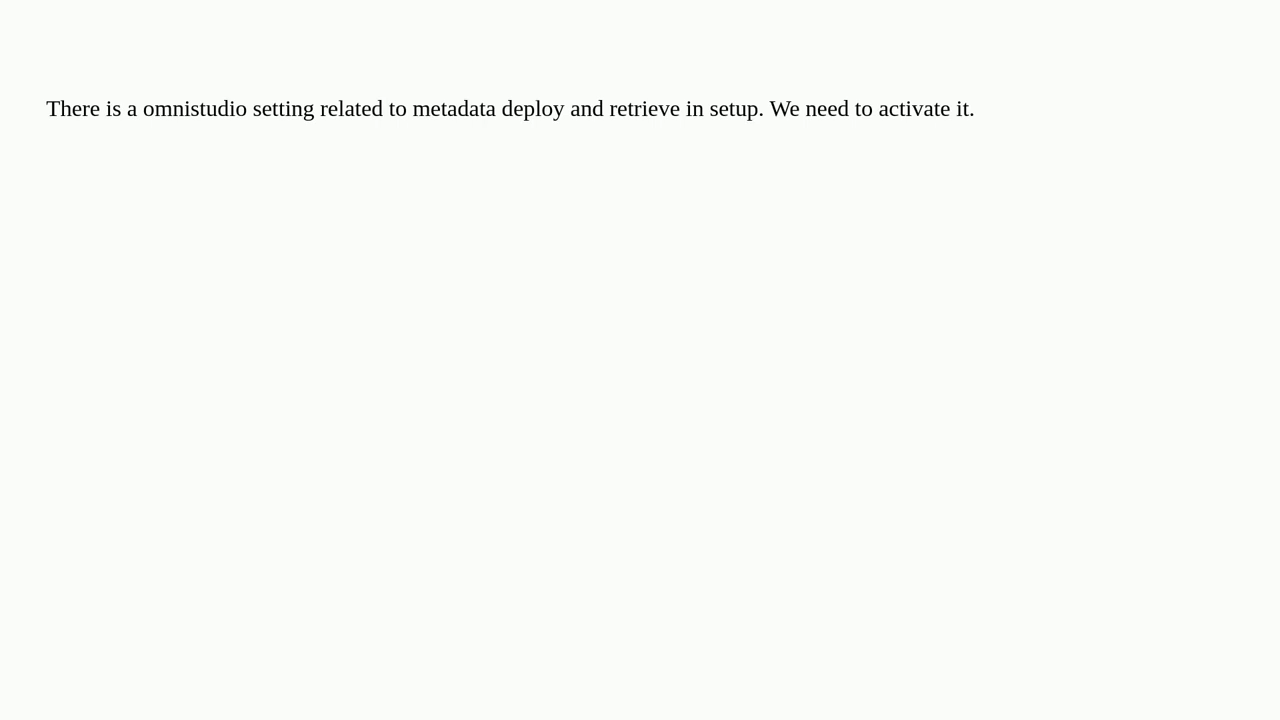 There is a omnistudio setting related to metadata deploy and retrieve in setup. We need to activate it.